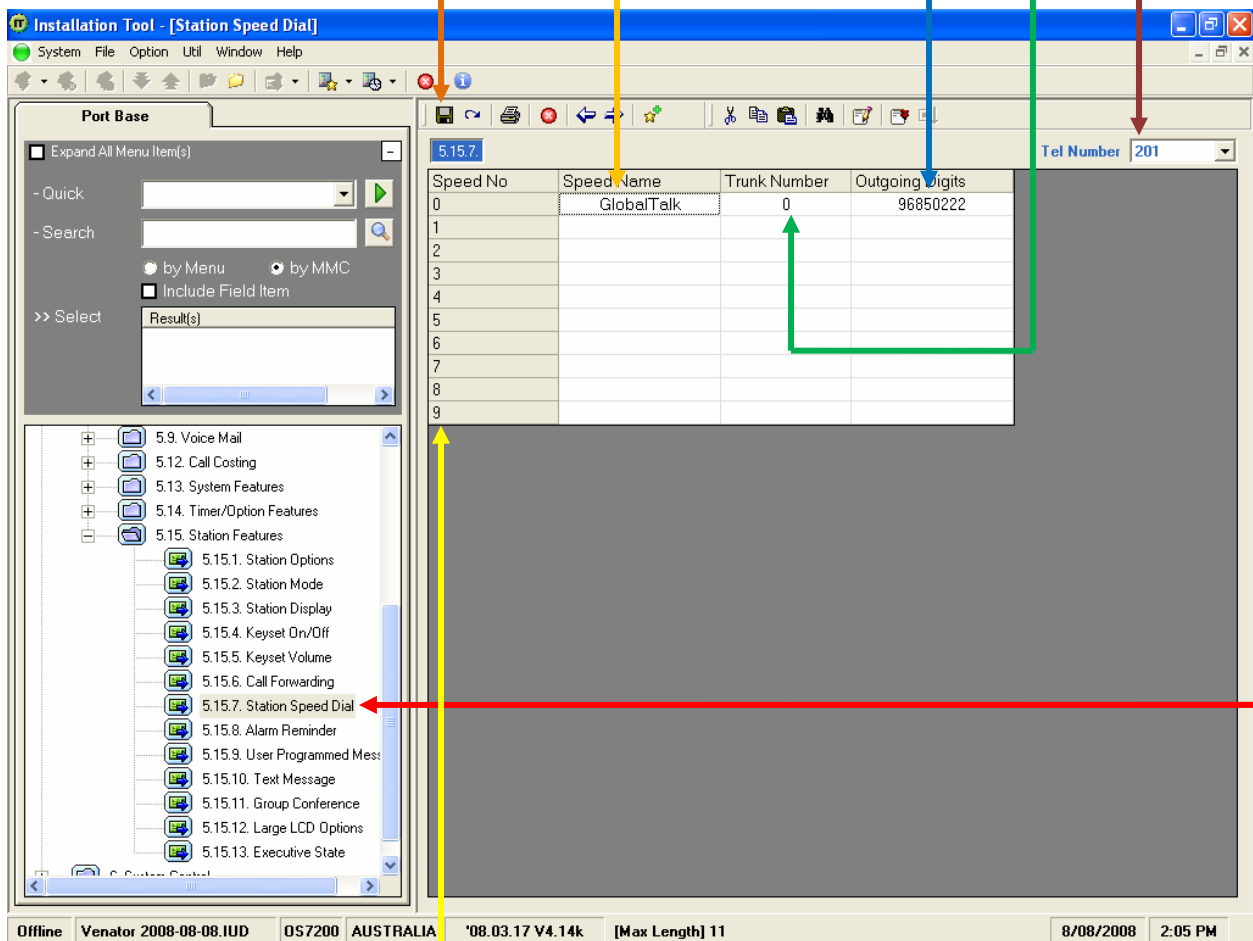 Installation Tool - [Station Speed Dial]
System File Option Util Window Help
Port Base
Expand All Menu Item(s)
- Quick
- Search
by Menu by MMC
Include Field Item
>> Select
Result(s)
5.9. Voice Mail
5.12. Call Costing
5.13. System Features
5.14. Timer/Option Features
5.15. Station Features
5.15.1. Station Options
5.15.2. Station Mode
5.15.3. Station Display
5.15.4. Keyset On/Off
5.15.5. Keyset Volume
5.15.6. Call Forwarding
5.15.7. Station Speed Dial
5.15.8. Alarm Reminder
5.15.9. User Programmed Mess
5.15.10. Text Message
5.15.11. Group Conference
5.15.12. Large LCD Options
5.15.13. Executive State
5.15.7. Tel Number 201
Speed No Speed Name Trunk Number Outgoing Digits
0 GlobalTalk 0 96850222
1
2
3
4
5
6
7
8
9
Offline Venator 2008-08-08.IUD OS7200 AUSTRALIA '08.03.17 V4.14k [Max Length] 11 8/08/2008 2:05 PM